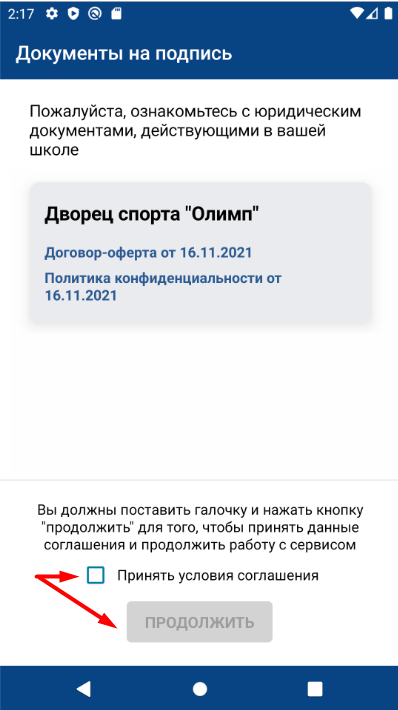 2:17
Документы на подпись
Пожалуйста, ознакомьтесь с юридическим
документами, действующими в вашей
школе
Дворец спорта "Олимп"
Договор-оферта от 16.11.2021
Политика конфиденциальности от
16.11.2021
Вы должны поставить галочку и нажать кнопку
"продолжить" для того, чтобы принять данные
соглашения и продолжить работу с сервисом
Принять условия соглашения
ПРОДОЛЖИТЬ